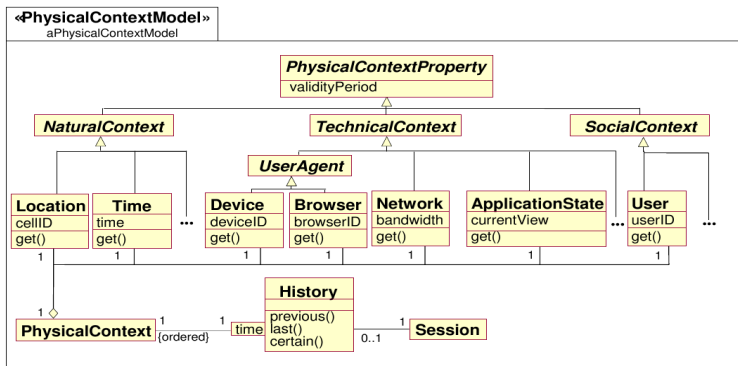 «PhysicalContextModel»
aPhysicalContextModel
PhysicalContextProperty
validityPeriod
NaturalContext TechnicalContext SocialContext
UserAgent
Location Time ... Device Browser Network ApplicationState ... User ...
cellID time deviceID browserID bandwidth currentView userID
get() get() get() get() get() get() get()
1 1 1 1 1 1 1
1
History
PhysicalContext 1 {ordered} 1 time previous() last() certain() 0..1 1 Session